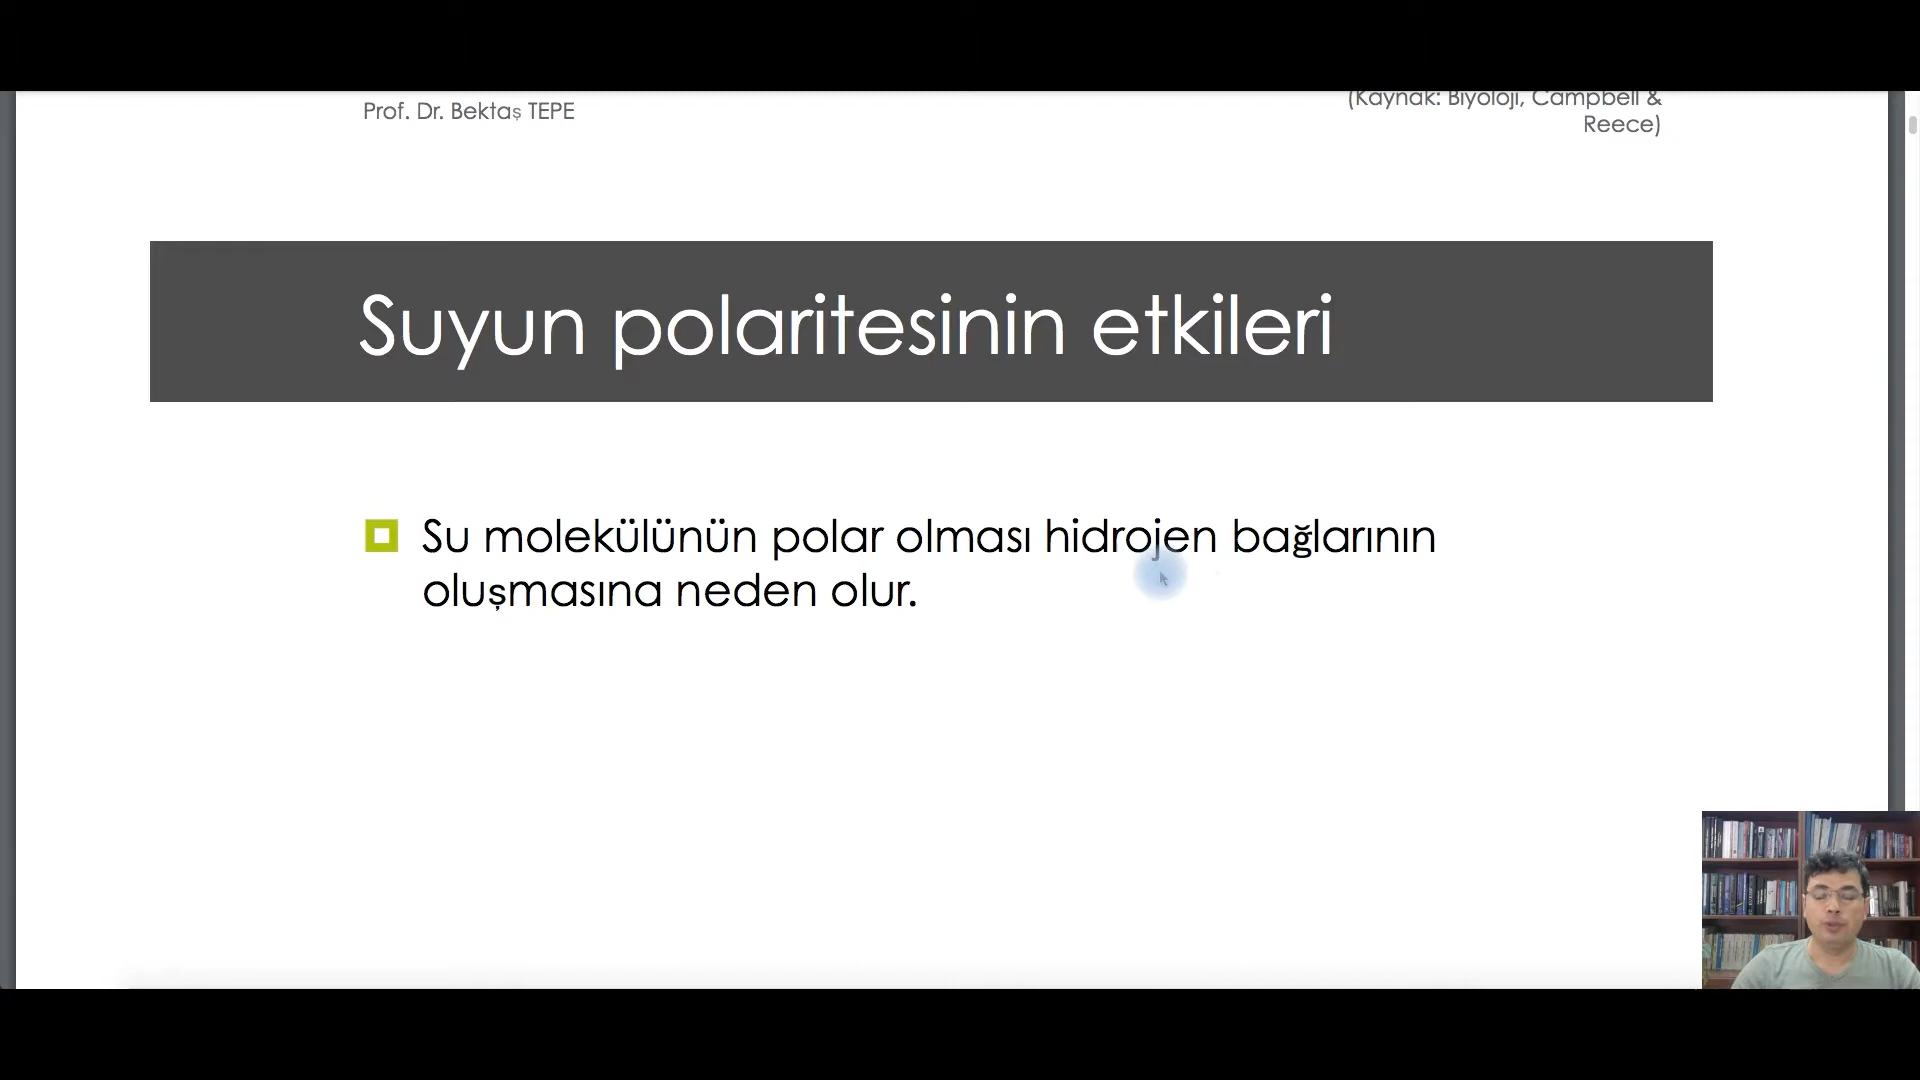 Prof. Dr. Bektaş TEPE
(Kaynak: Biyoloji, Campbell &
Reece)
Suyun polaritesinin etkileri
Su molekülünün polar olması hidrojen bağlarının
oluşmasına neden olur.